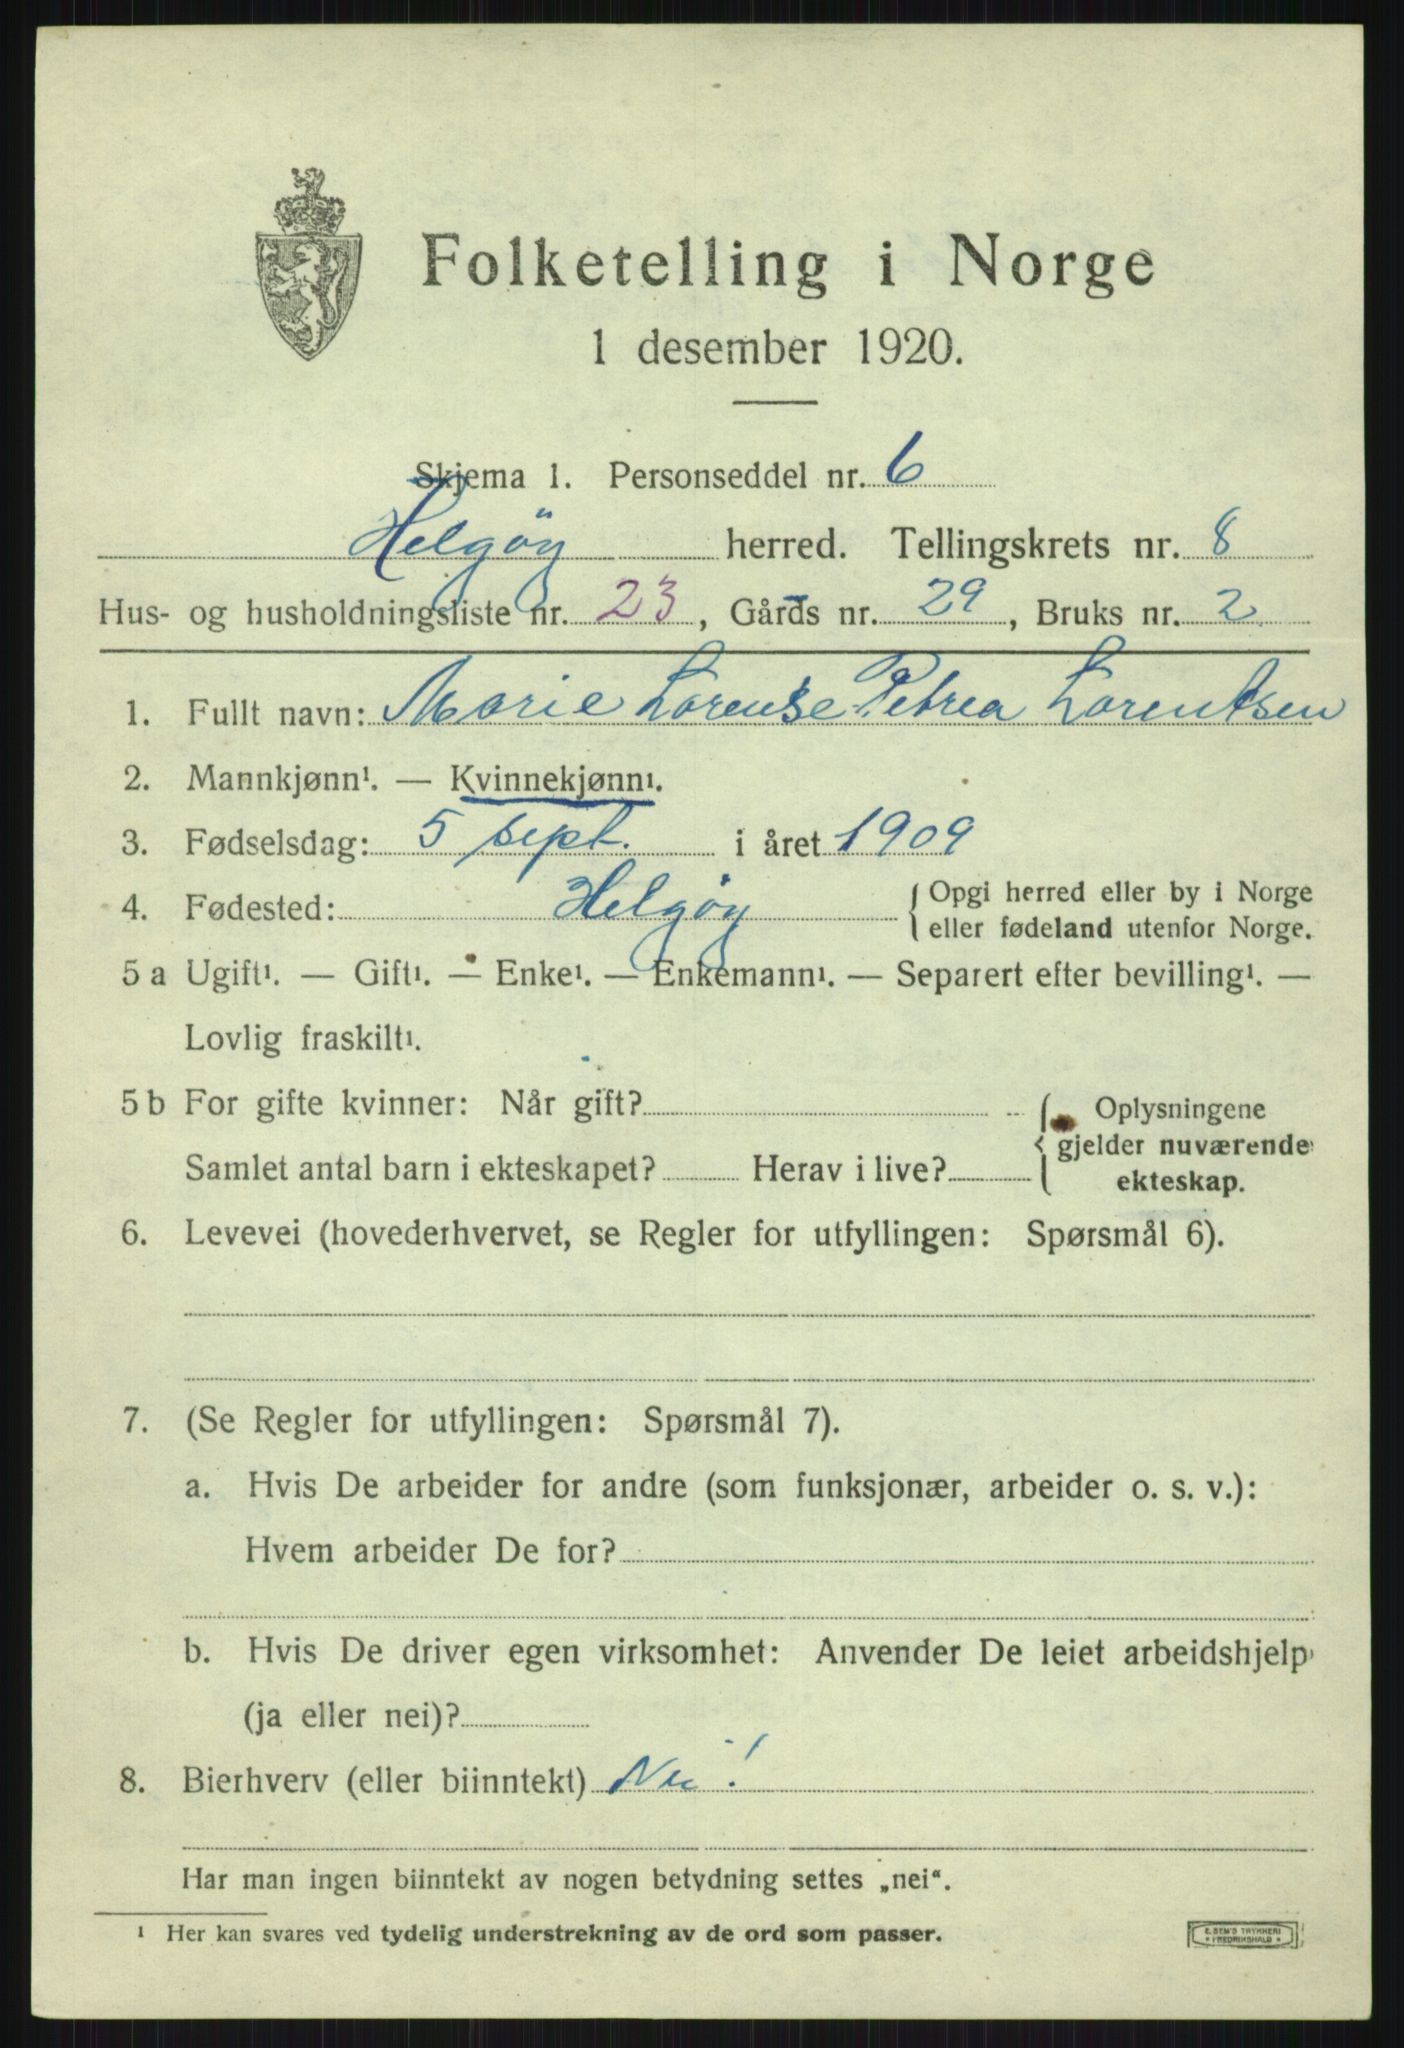 Folketelling i Norge
1 desember 1920.
Skjema 1. Personseddel nr. 6
Helgöy herred. Tellingskrets nr. 8
Hus- og husholdningsliste nr. 23, Gårds nr. 29, Bruks nr. 2
1. Fullt navn: Marie Lorense Petrea Lorentsen
2. Mannkjønn¹. — Kvinnekjønn¹.
3. Fødselsdag: 5 sept. i året 1909
4. Fødested: Helgöy { Opgi herred eller by i Norge
eller fødeland utenfor Norge.
5 a Ugift¹. — Gift¹. — Enke¹. — Enkemann¹. — Separert efter bevilling¹. —
Lovlig fraskilt¹.
5 b For gifte kvinner: Når gift? { Oplysningene
gjelder nuværende
Samlet antal barn i ekteskapet? Herav i live? ekteskap.
6. Levevei (hovederhvervet, se Regler for utfyllingen: Spørsmål 6).
7. (Se Regler for utfyllingen: Spørsmål 7).
a. Hvis De arbeider for andre (som funksjonær, arbeider o. s. v.):
Hvem arbeider De for?
b. Hvis De driver egen virksomhet: Anvender De leiet arbeidshjelp
(ja eller nei)?
8. Bierhverv (eller biinntekt) Nei!
Har man ingen biinntekt av nogen betydning settes „nei“.
¹ Her kan svares ved tydelig understrekning av de ord som passer.
E. SEM'S TRYKKERI
FREDRIKSHALD